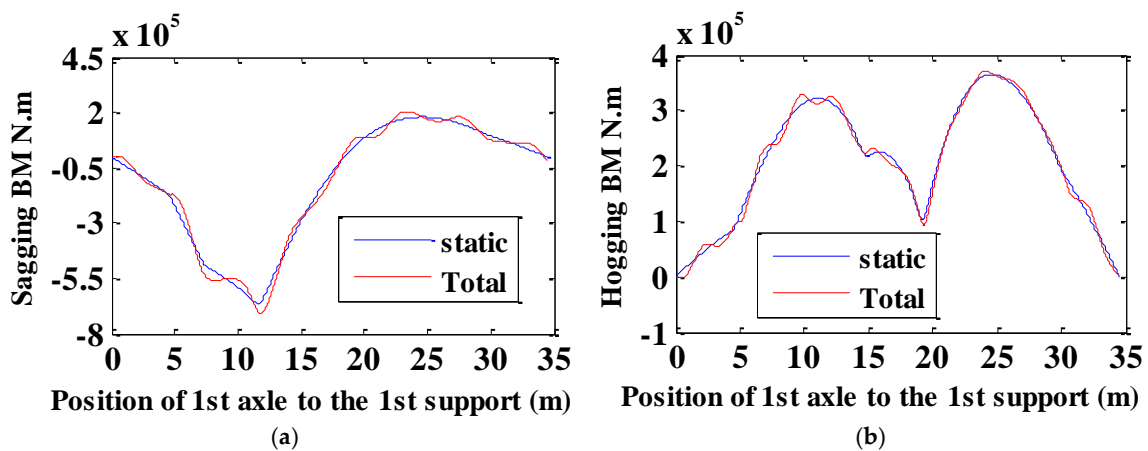 x 10⁵
4.5
2
-0.5
-3
-5.5
-8
Sagging BM N.m
static
Total
0 5 10 15 20 25 30 35
Position of 1st axle to the 1st support (m)
(a)
x 10⁵
4
3
2
1
0
-1
Hogging BM N.m
static
Total
0 5 10 15 20 25 30 35
Position of 1st axle to the 1st support (m)
(b)